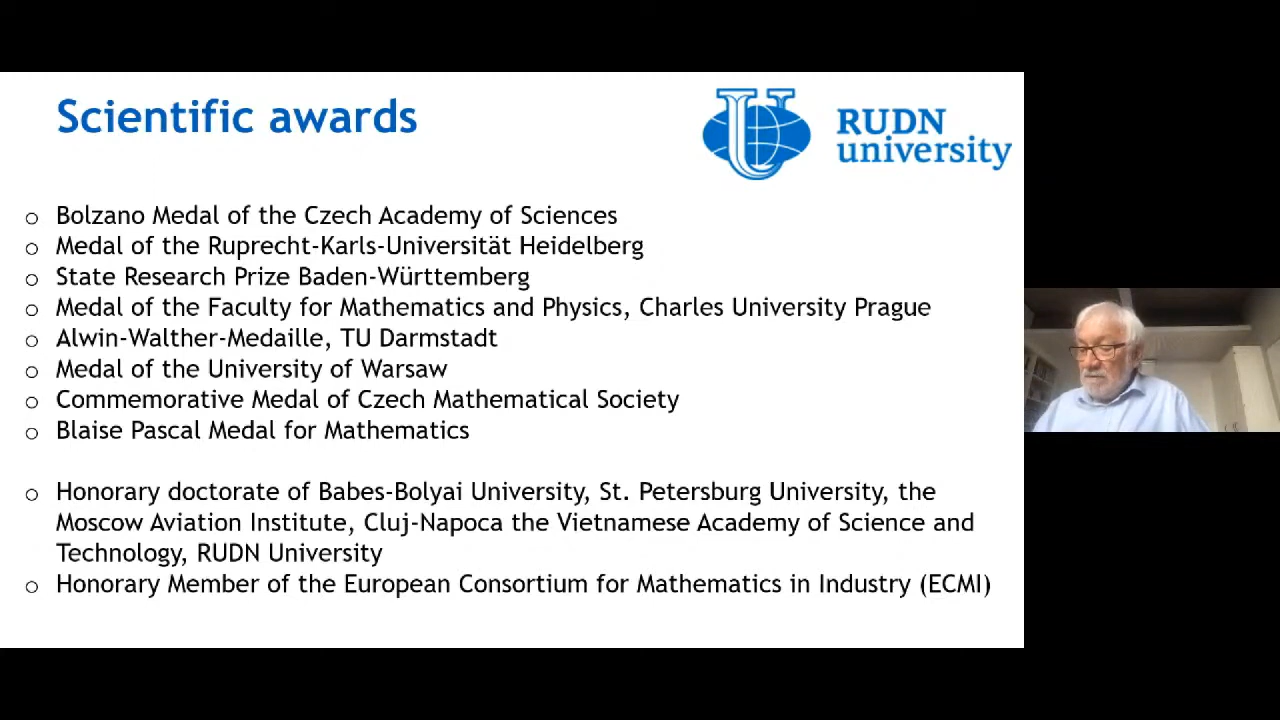 Scientific awards
RUDN
university
o Bolzano Medal of the Czech Academy of Sciences
o Medal of the Ruprecht-Karls-Universität Heidelberg
o State Research Prize Baden-Württemberg
o Medal of the Faculty for Mathematics and Physics, Charles University Prague
o Alwin-Walther-Medaille, TU Darmstadt
o Medal of the University of Warsaw
o Commemorative Medal of Czech Mathematical Society
o Blaise Pascal Medal for Mathematics
o Honorary doctorate of Babes-Bolyai University, St. Petersburg University, the
Moscow Aviation Institute, Cluj-Napoca the Vietnamese Academy of Science and
Technology, RUDN University
o Honorary Member of the European Consortium for Mathematics in Industry (ECMI)